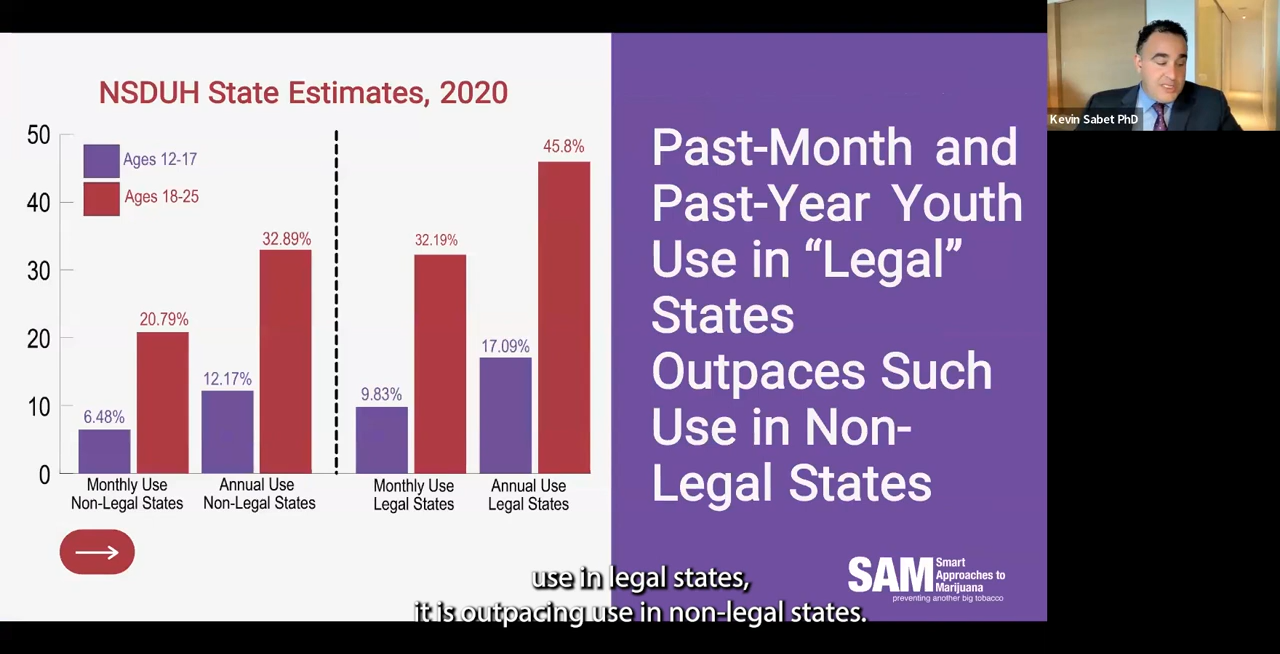 NSDUH State Estimates, 2020
50
40
30
20
10
0
Ages 12-17
Ages 18-25
6.48%
20.79%
12.17%
32.89%
9.83%
32.19%
17.09%
45.8%
Monthly Use
Non-Legal States
Annual Use
Non-Legal States
Monthly Use
Legal States
Annual Use
Legal States
Past-Month and
Past-Year Youth
Use in “Legal”
States
Outpaces Such
Use in Non-
Legal States
SAM
Smart
Approaches to
Marijuana
preventing another big tobacco
Kevin Sabet PhD
use in legal states,
it is outpacing use in non-legal states.